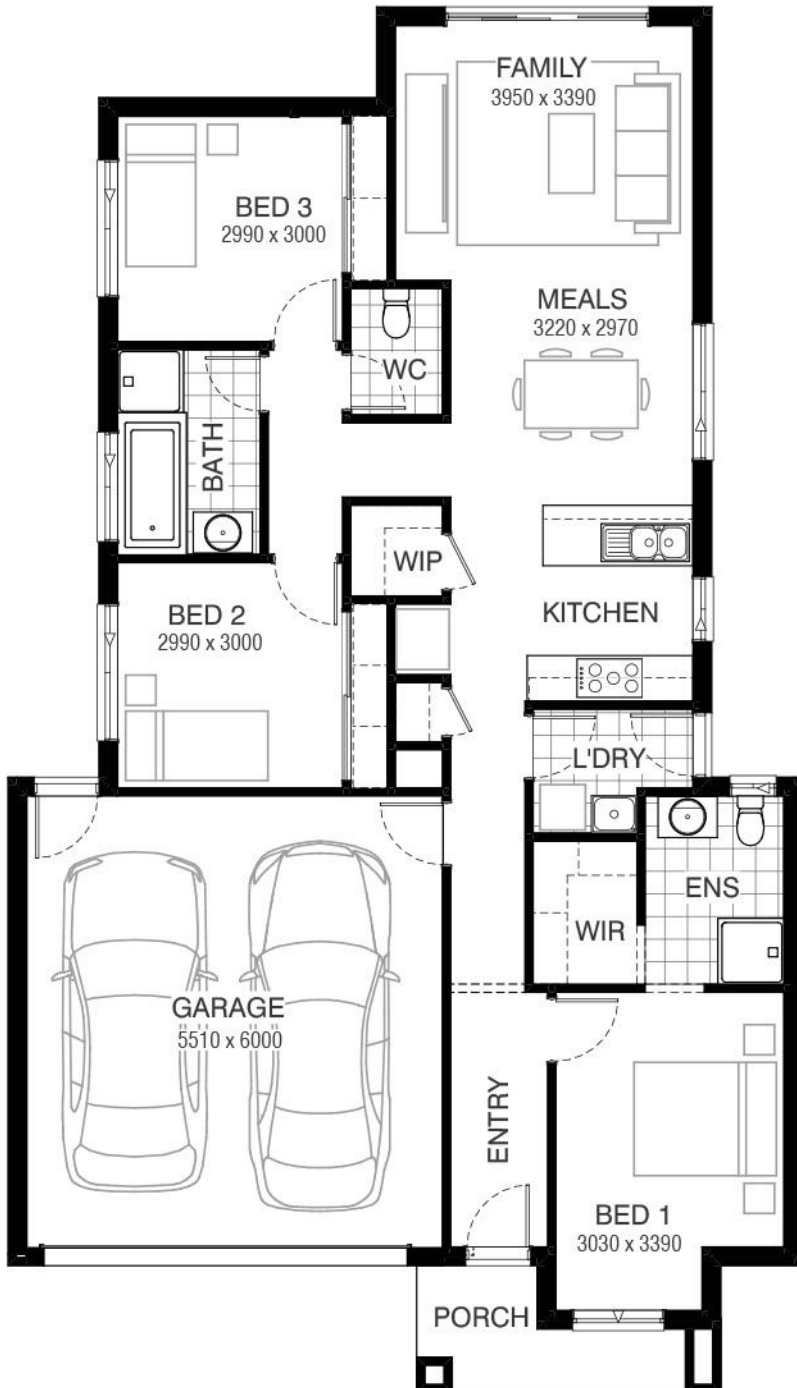 FAMILY
3950 x 3390
BED 3
2990 x 3000
MEALS
3220 x 2970
WC
BATH
WIP
KITCHEN
BED 2
2990 x 3000
L'DRY
ENS
WIR
GARAGE
5510 x 6000
ENTRY
BED 1
3030 x 3390
PORCH